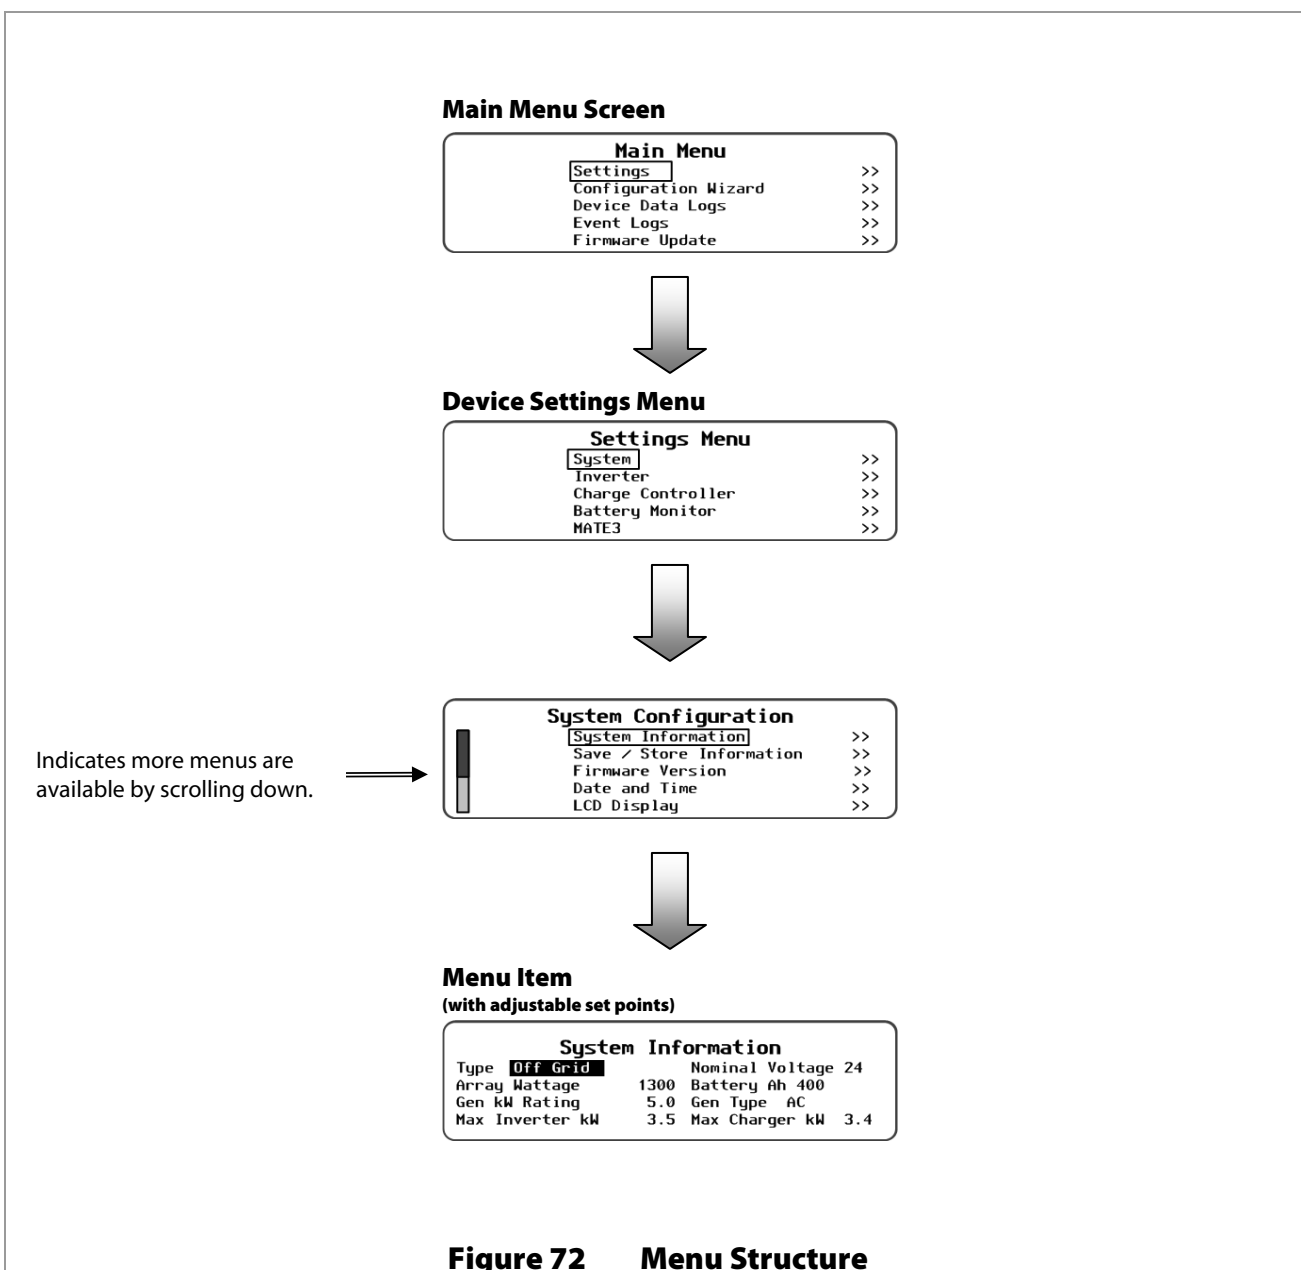 Main Menu Screen
Main Menu
Settings >>
Configuration Wizard >>
Device Data Logs >>
Event Logs >>
Firmware Update >>
Device Settings Menu
Settings Menu
System >>
Inverter >>
Charge Controller >>
Battery Monitor >>
MATE3 >>
Indicates more menus are
available by scrolling down.
System Configuration
System Information >>
Save / Store Information >>
Firmware Version >>
Date and Time >>
LCD Display >>
Menu Item
(with adjustable set points)
System Information
Type Off Grid Nominal Voltage 24
Array Wattage 1300 Battery Ah 400
Gen kW Rating 5.0 Gen Type AC
Max Inverter kW 3.5 Max Charger kW 3.4
Figure 72 Menu Structure